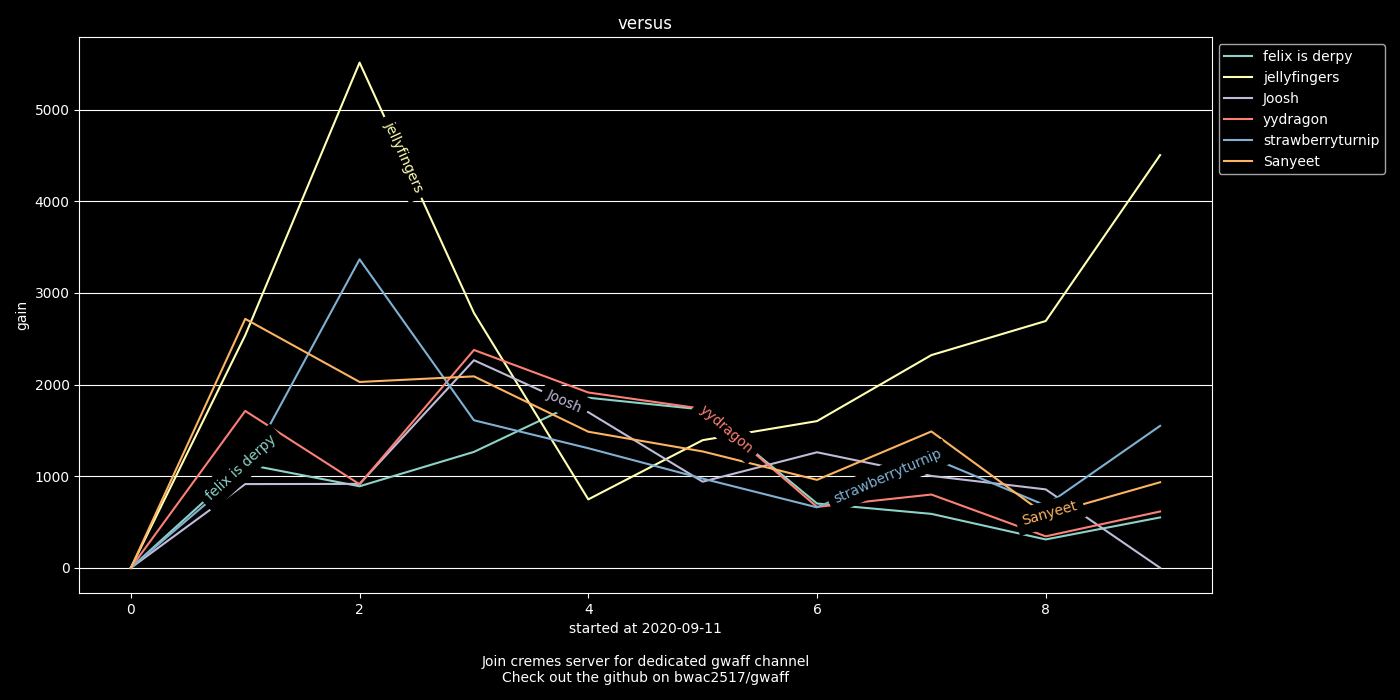 versus
felix is derpy
jellyfingers
Joosh
yydragon
strawberryturnip
Sanyeet
5000
4000
3000
2000
1000
0
gain
jellyfingers
felix is derpy
Joosh
yydragon
strawberryturnip
Sanyeet
0 2 4 6 8
started at 2020-09-11
Join cremes server for dedicated gwaff channel
Check out the github on bwac2517/gwaff